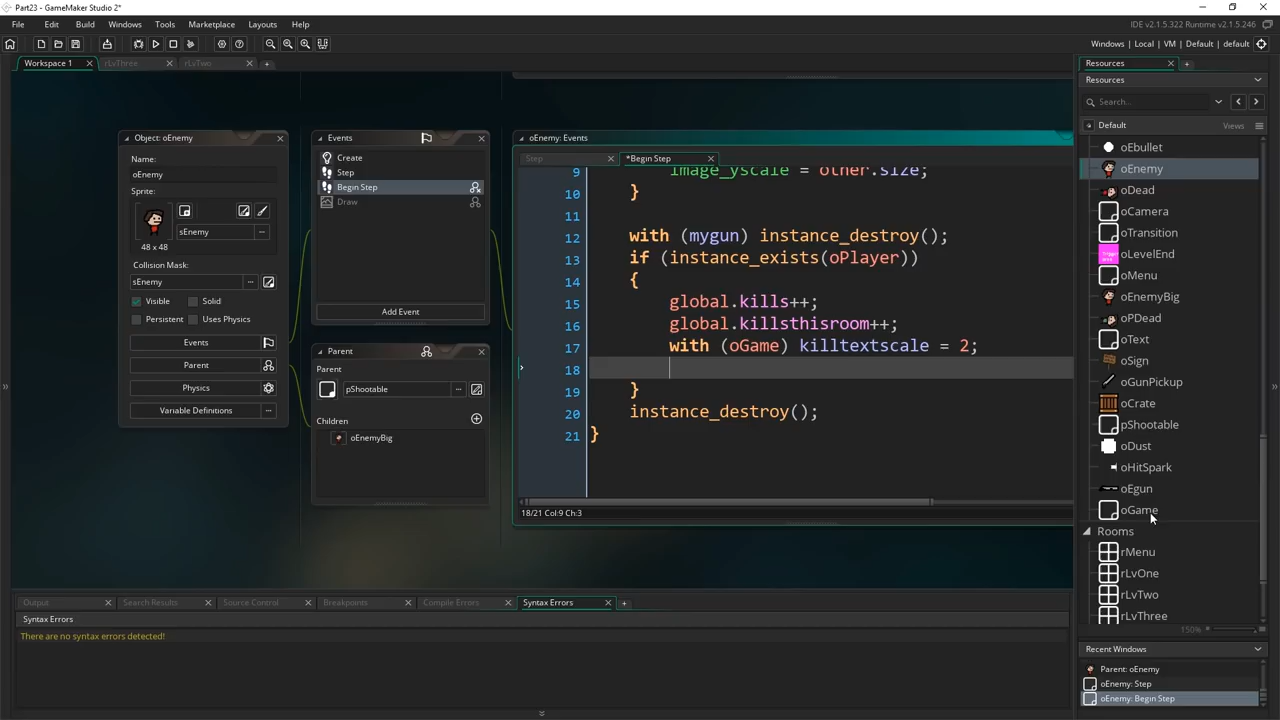 Part23 - GameMaker Studio 2*
File Edit Build Windows Tools Marketplace Layouts Help
IDE v2.1.5.322 Runtime v2.1.5.246
Windows | Local | VM | Default | default
Workspace 1 rLvThree rLvTwo
Resources
Resources
Search...
Default Views
oEbullet
oEnemy
oDead
oCamera
oTransition
oLevelEnd
oMenu
oEnemyBig
oPDead
oText
oSign
oGunPickup
oCrate
pShootable
oDust
oHitSpark
oEgun
oGame
Rooms
rMenu
rLvOne
rLvTwo
rLvThree
150%
Recent Windows
Parent: oEnemy
oEnemy: Step
oEnemy: Begin Step
Object: oEnemy
Name:
oEnemy
Sprite:
sEnemy
48 x 48
Collision Mask:
sEnemy
Visible Solid
Persistent Uses Physics
Events
Parent
Physics
Variable Definitions
Events
Create
Step
Begin Step
Draw
Add Event
Parent
Parent
pShootable
Children
oEnemyBig
oEnemy: Events
Step *Begin Step
9 image_yscale = other.size;
10 }
11
12 with (mygun) instance_destroy();
13 if (instance_exists(oPlayer))
14 {
15 global.kills++;
16 global.killsthisroom++;
17 with (oGame) killtextscale = 2;
18
19 }
20 instance_destroy();
21 }
18/21 Col:9 Ch:3
Output Search Results Source Control Breakpoints Compile Errors Syntax Errors
Syntax Errors
There are no syntax errors detected!